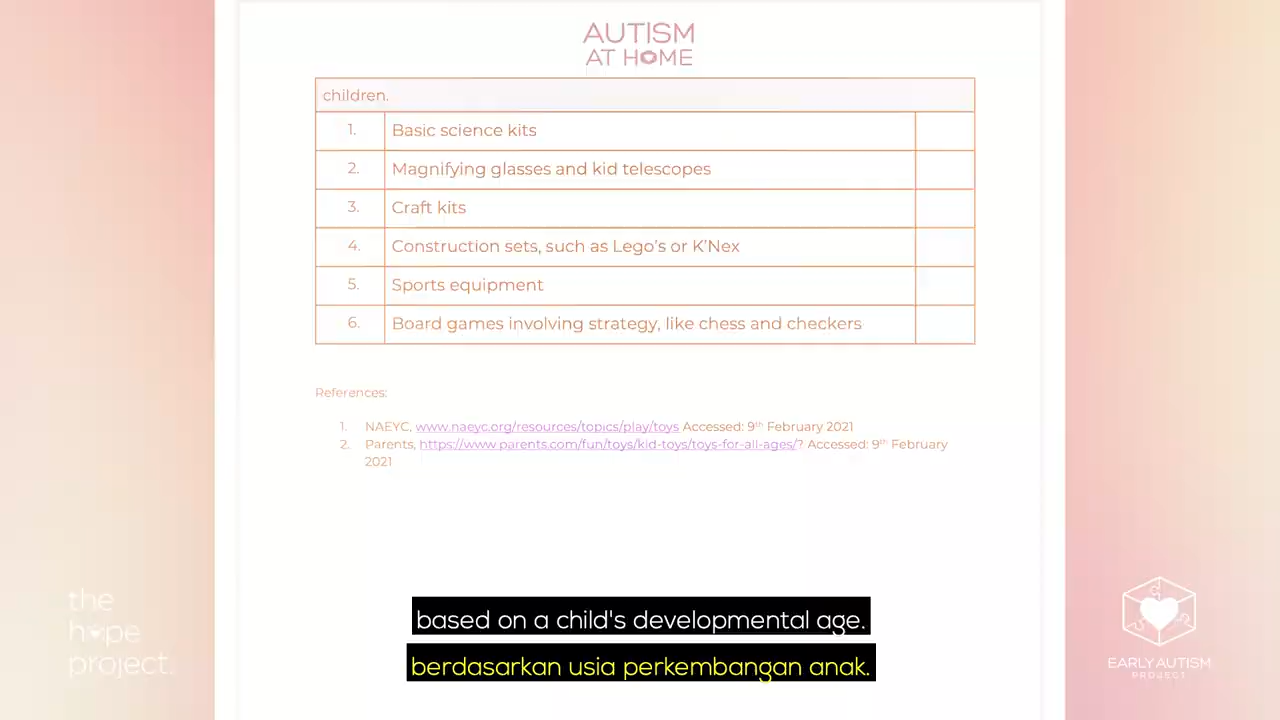 AUTISM
AT HOME
children.
1. Basic science kits
2. Magnifying glasses and kid telescopes
3. Craft kits
4. Construction sets, such as Lego's or K'Nex
5. Sports equipment
6. Board games involving strategy, like chess and checkers
References:
1. NAEYC, www.naeyc.org/resources/topics/play/toys Accessed: 9th February 2021
2. Parents, https://www.parents.com/fun/toys/kid-toys/toys-for-all-ages/? Accessed: 9th February
2021
the
hope
project.
based on a child's developmental age.
berdasarkan usia perkembangan anak.
EARLY AUTISM
PROJECT